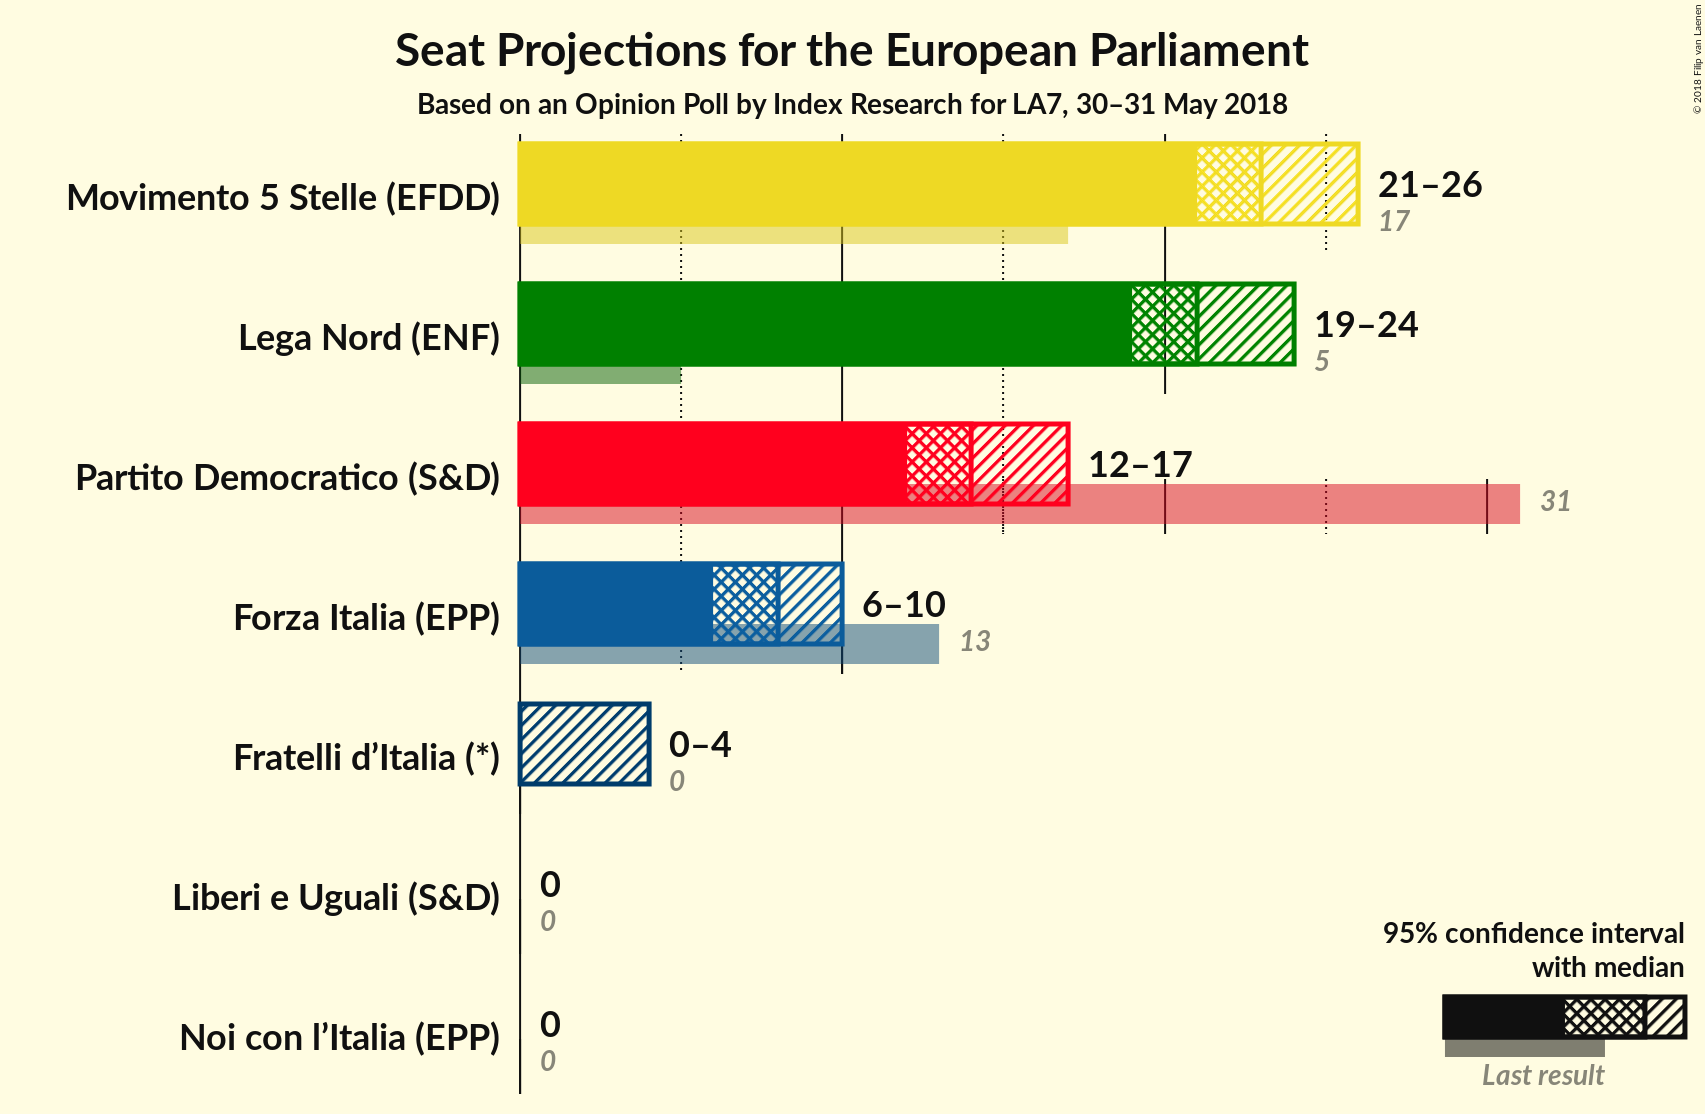 Seat Projections for the European Parliament
Based on an Opinion Poll by Index Research for LA7, 30–31 May 2018
© 2018 Filip van Laenen
Movimento 5 Stelle (EFDD)
21–26
17
Lega Nord (ENF)
19–24
5
Partito Democratico (S&D)
12–17
31
Forza Italia (EPP)
6–10
13
Fratelli d’Italia (*)
0–4
0
Liberi e Uguali (S&D)
0
0
Noi con l’Italia (EPP)
0
0
95% confidence interval
with median
Last result